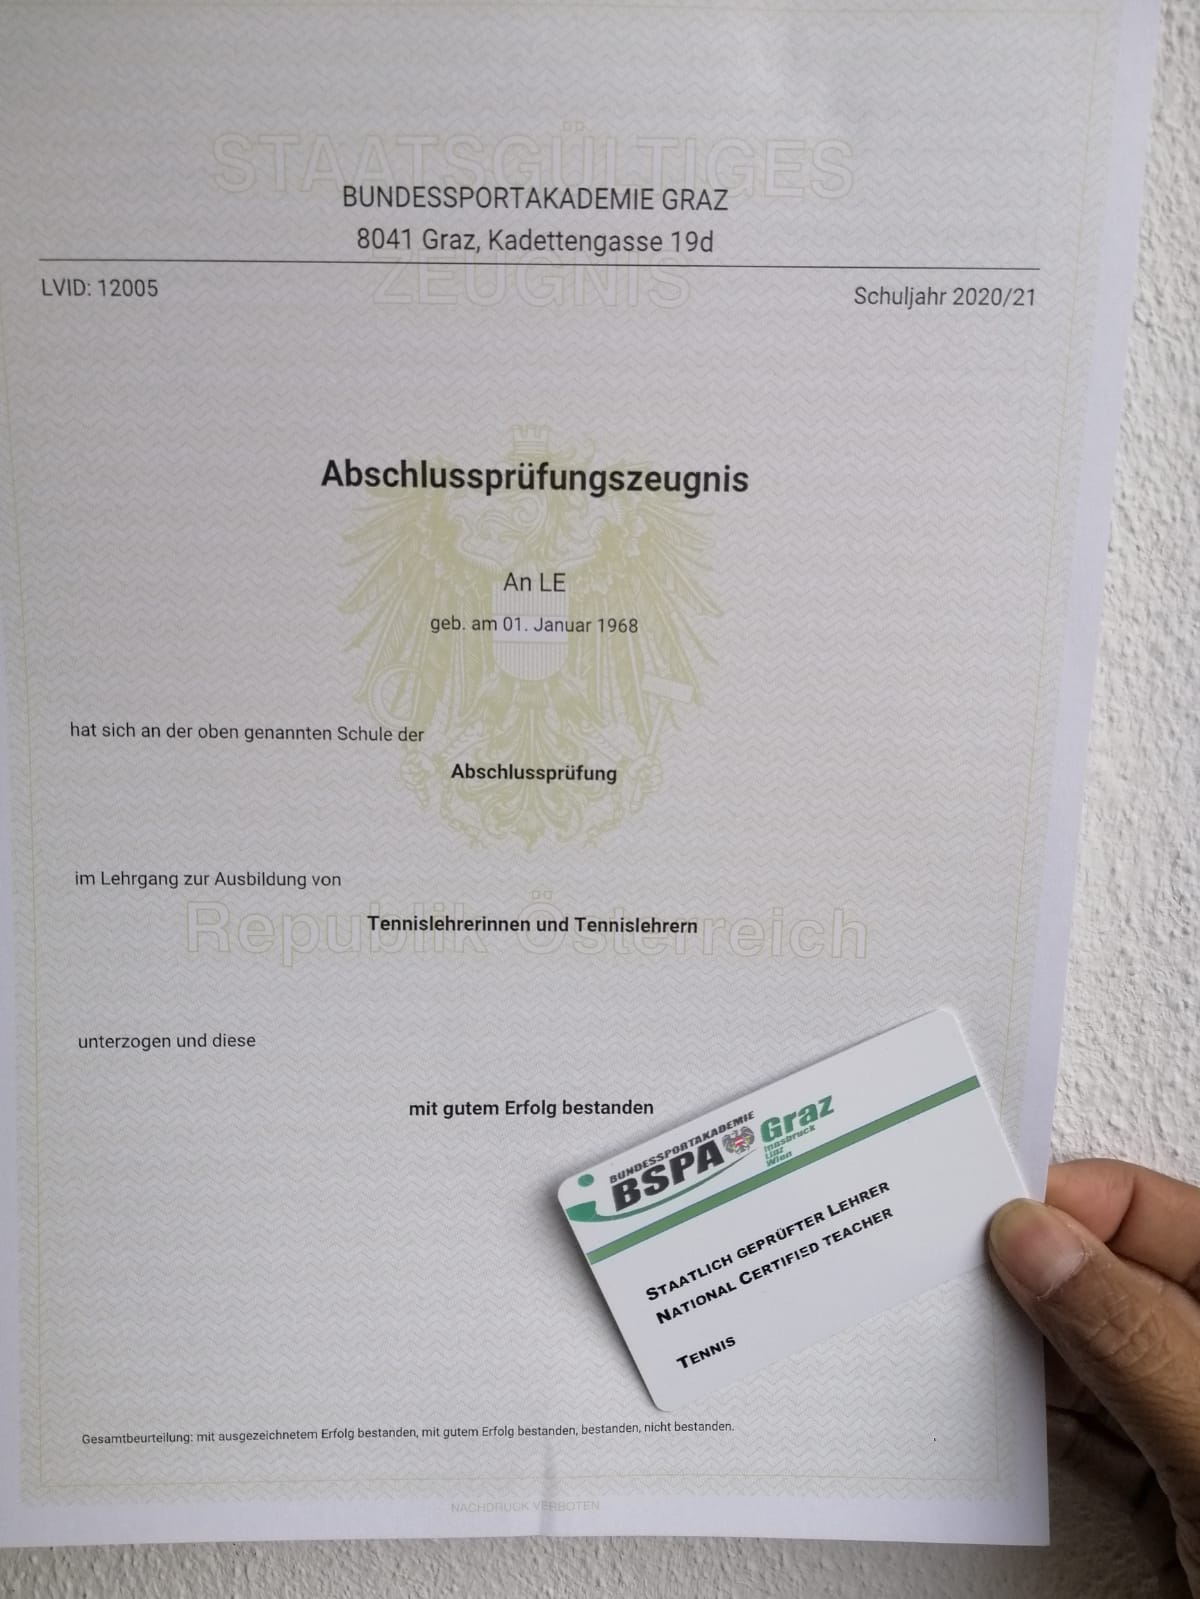 STAATSGÜLTIGES
BUNDESSPORTAKADEMIE GRAZ
8041 Graz, Kadettengasse 19d
ZEUGNIS
LVID: 12005
Schuljahr 2020/21
Abschlussprüfungszeugnis
An LE
geb. am 01. Januar 1968
hat sich an der oben genannten Schule der
Abschlussprüfung
im Lehrgang zur Ausbildung von
Republik Österreich
Tennislehrerinnen und Tennislehrern
unterzogen und diese
mit gutem Erfolg bestanden
BUNDESSPORTAKADEMIE
BSPA
Graz
Innsbruck
Linz
Wien
STAATLICH GEPRÜFTER LEHRER
NATIONAL CERTIFIED TEACHER
TENNIS
Gesamtbeurteilung: mit ausgezeichnetem Erfolg bestanden, mit gutem Erfolg bestanden, bestanden, nicht bestanden.
NACHDRUCK VERBOTEN